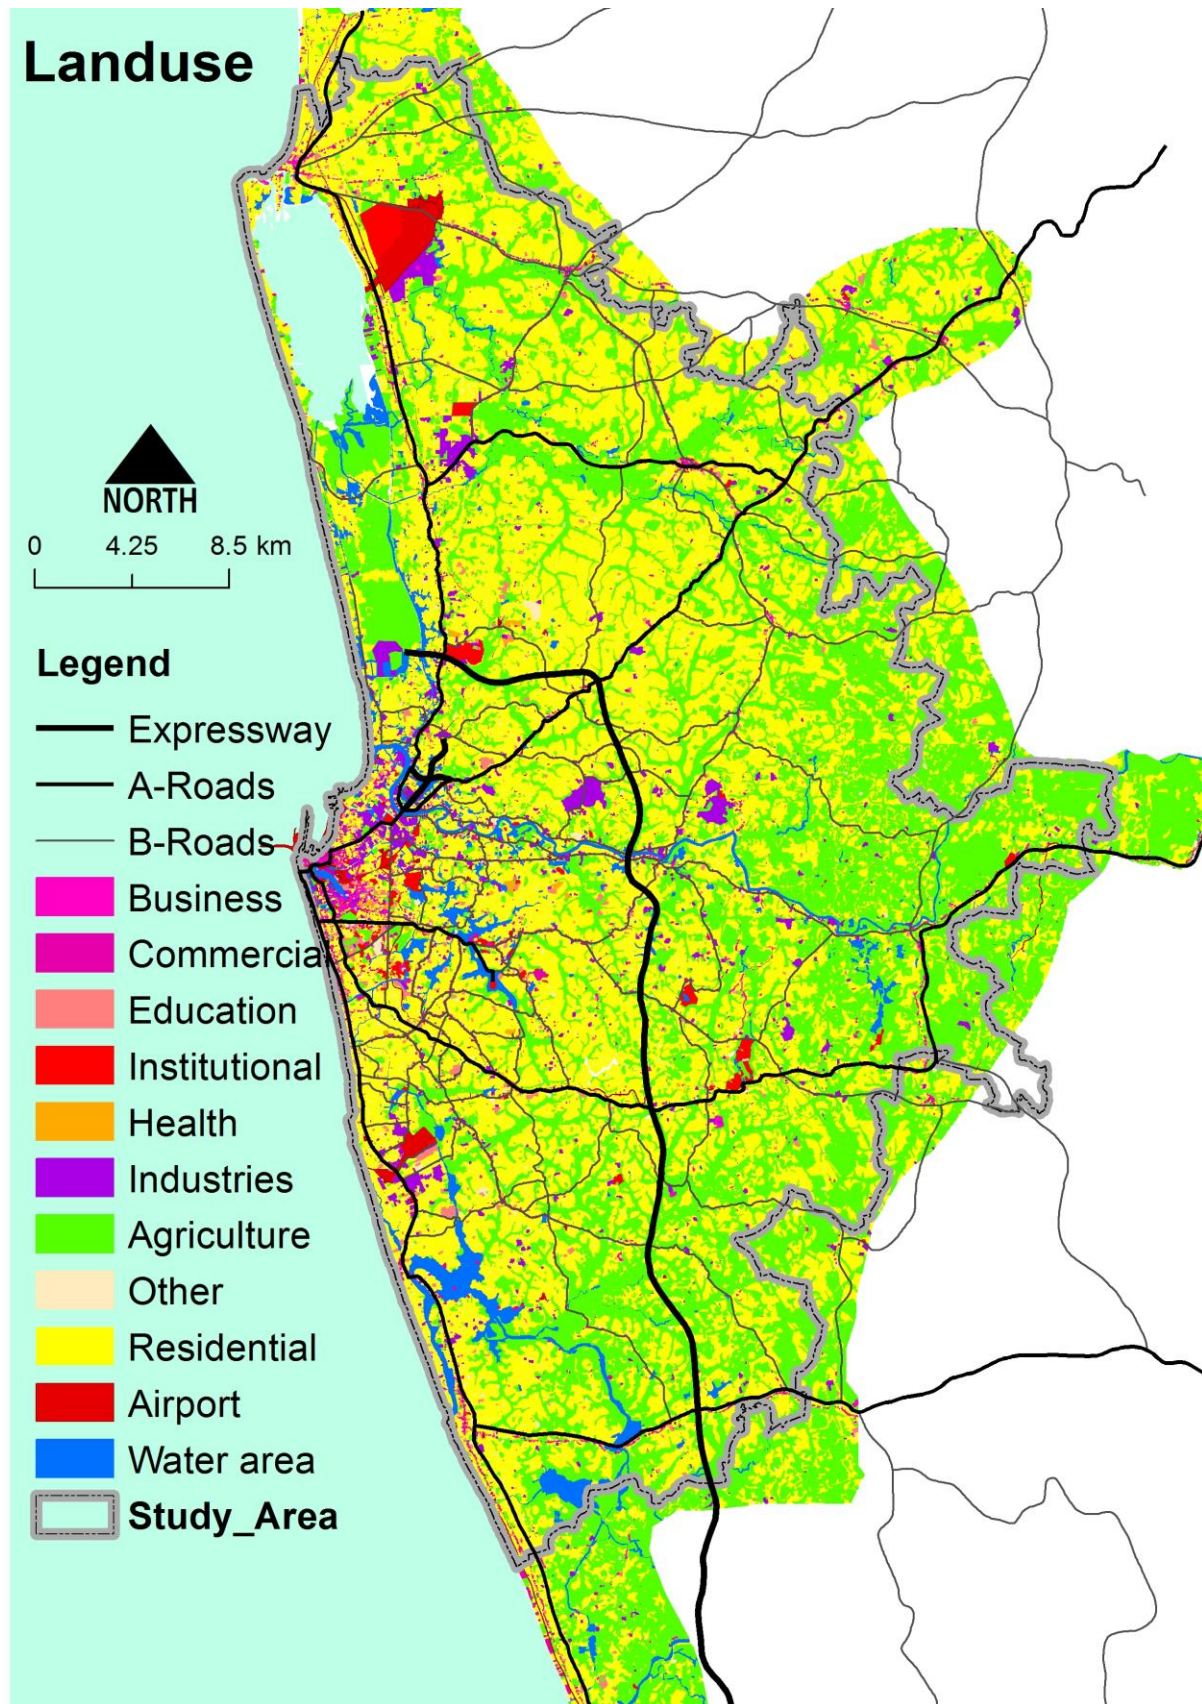 Landuse
NORTH
0 4.25 8.5 km
Legend
Expressway
A-Roads
B-Roads
Business
Commercial
Education
Institutional
Health
Industries
Agriculture
Other
Residential
Airport
Water area
Study_Area